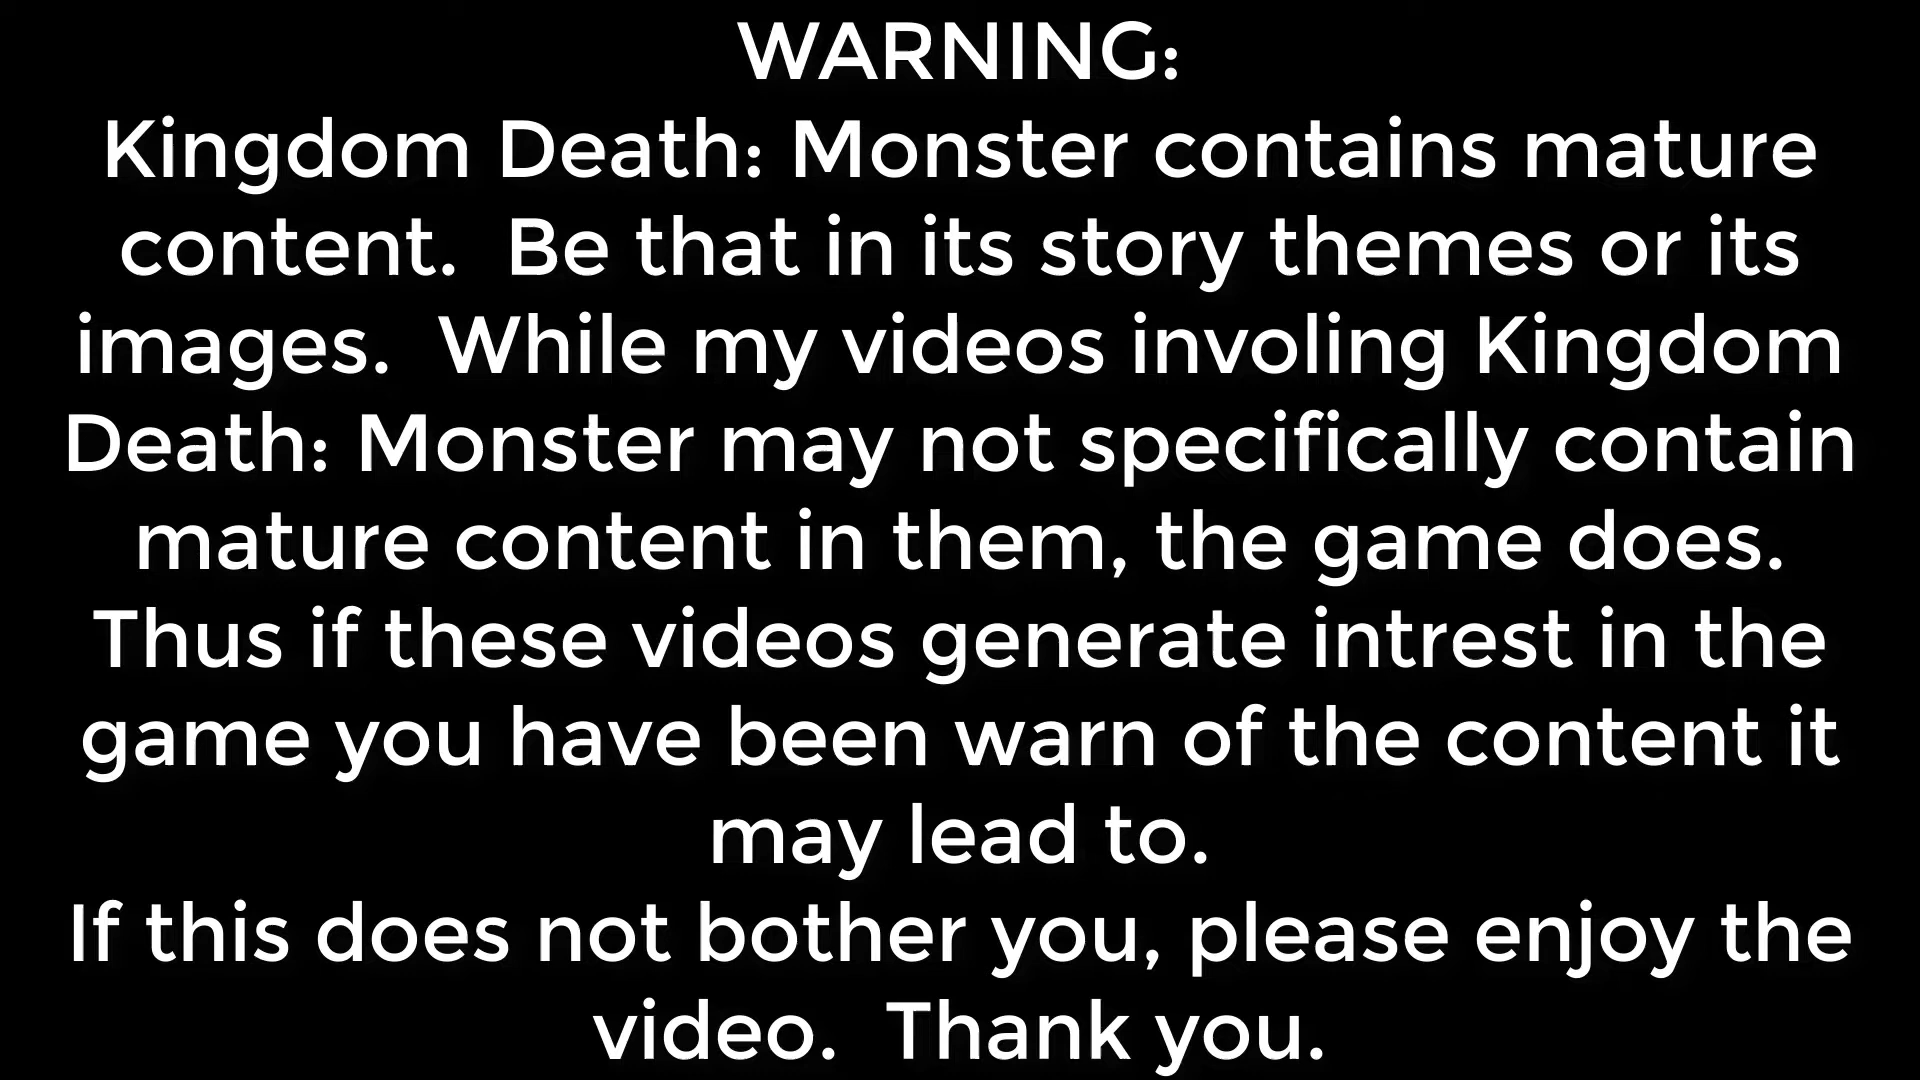 WARNING:
Kingdom Death: Monster contains mature
content.  Be that in its story themes or its
images.  While my videos involing Kingdom
Death: Monster may not specifically contain
mature content in them, the game does.
Thus if these videos generate intrest in the
game you have been warn of the content it
may lead to.
If this does not bother you, please enjoy the
video.  Thank you.